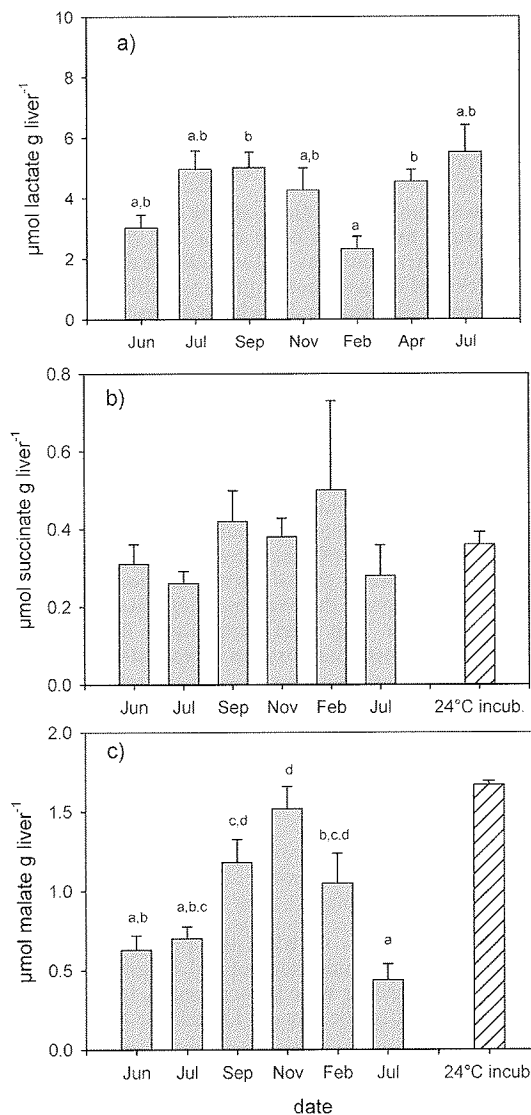 a)
µmol lactate g liver⁻¹
10
8
6
4
2
0
a,b
a,b
b
a,b
a
b
a,b
Jun Jul Sep Nov Feb Apr Jul
b)
µmol succinate g liver⁻¹
0.8
0.6
0.4
0.2
0.0
Jun Jul Sep Nov Feb Jul 24°C incub.
c)
µmol malate g liver⁻¹
2.0
1.5
1.0
0.5
0.0
a,b
a,b,c
c,d
d
b,c,d
a
Jun Jul Sep Nov Feb Jul 24°C incub
date